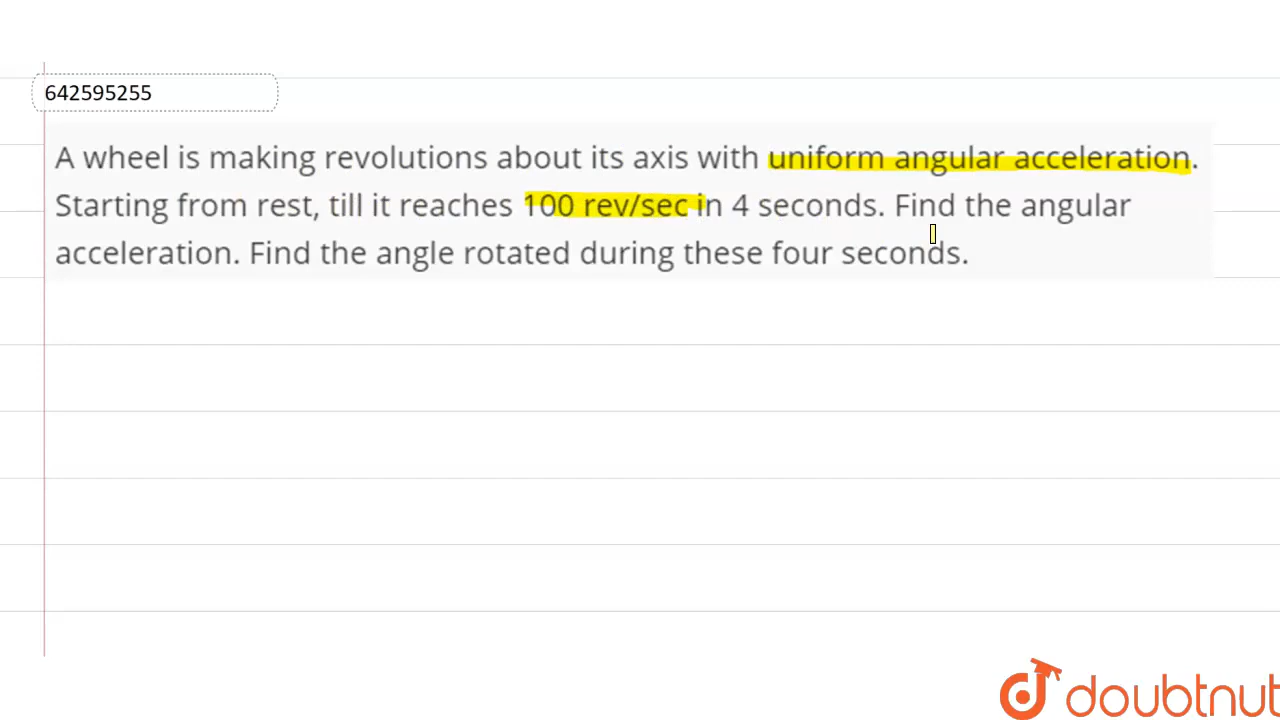 642595255
A wheel is making revolutions about its axis with uniform angular acceleration.
Starting from rest, till it reaches 100 rev/sec in 4 seconds. Find the angular
acceleration. Find the angle rotated during these four seconds.
doubtnut